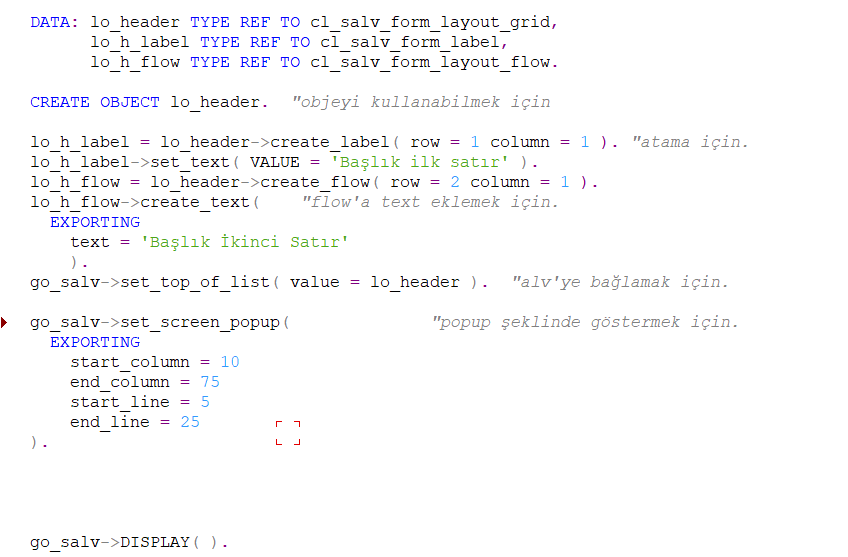 DATA: lo_header TYPE REF TO cl_salv_form_layout_grid,
lo_h_label TYPE REF TO cl_salv_form_label,
lo_h_flow TYPE REF TO cl_salv_form_layout_flow.
CREATE OBJECT lo_header. "objeyi kullanabilmek için
lo_h_label = lo_header->create_label( row = 1 column = 1 ). "atama için.
lo_h_label->set_text( VALUE = 'Başlık ilk satır' ).
lo_h_flow = lo_header->create_flow( row = 2 column = 1 ).
lo_h_flow->create_text( "flow'a text eklemek için.
EXPORTING
text = 'Başlık İkinci Satır'
).
go_salv->set_top_of_list( value = lo_header ). "alv'ye bağlamak için.
go_salv->set_screen_popup( "popup şeklinde göstermek için.
EXPORTING
start_column = 10
end_column = 75
start_line = 5
end_line = 25
).
go_salv->DISPLAY( ).